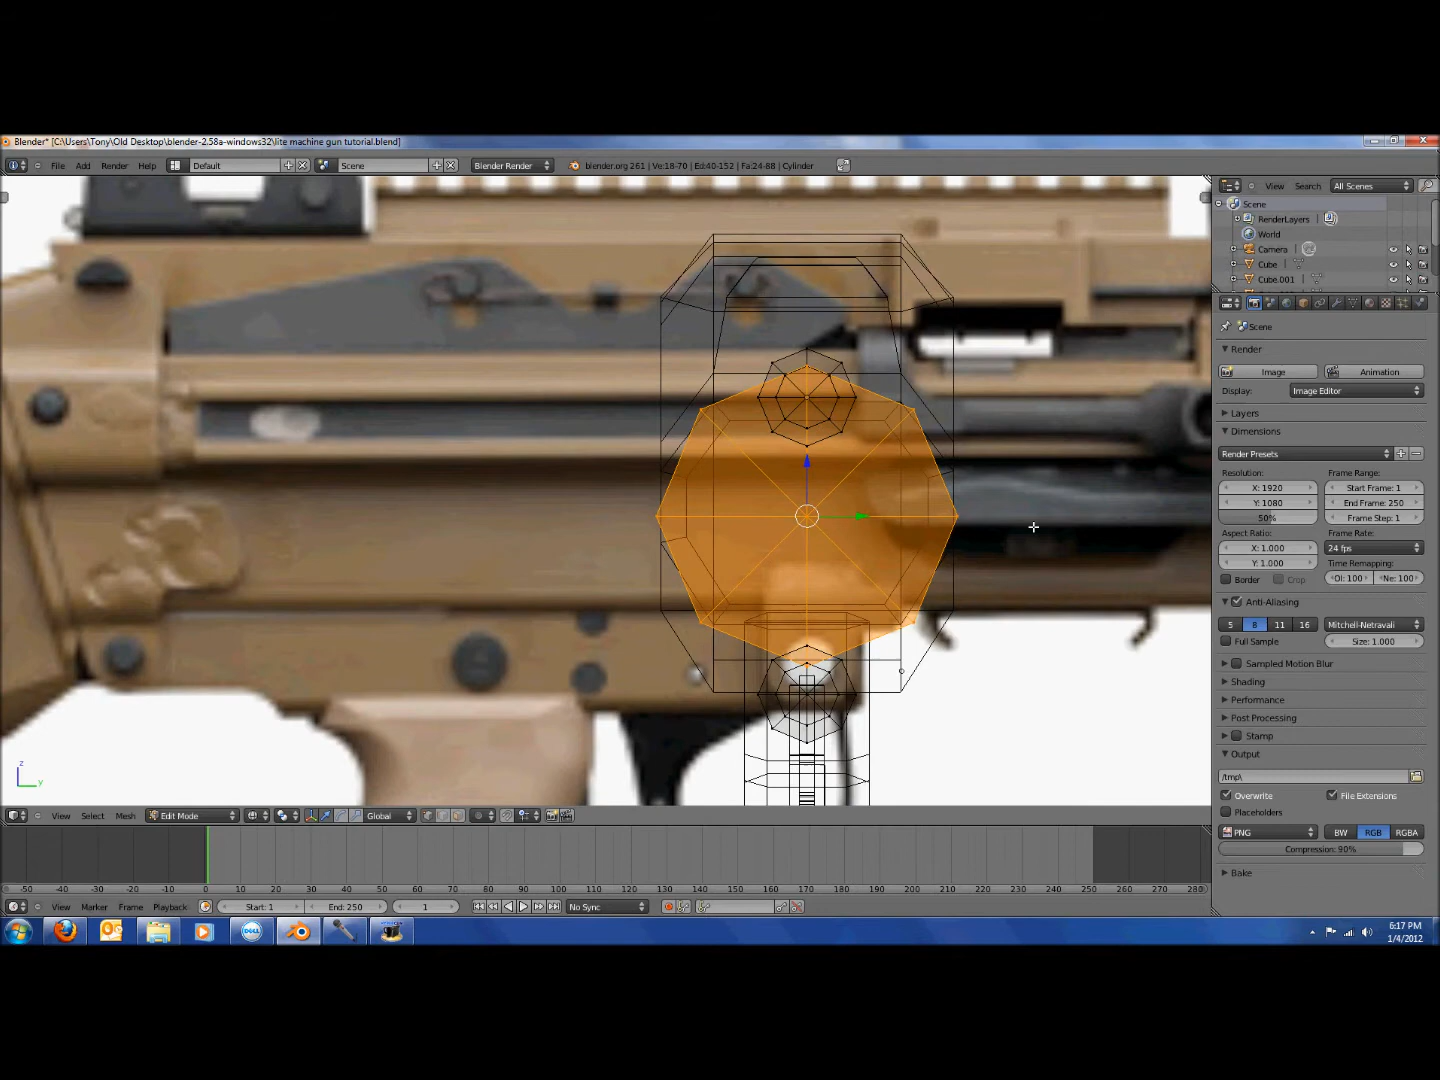 Blender* [C:\Users\Tony\Old Desktop\blender-2.58a-windows32\lite machine gun tutorial.blend]
File Add Render Help Default Scene Blender Render blender.org 261 | Ve:18-70 | Ed:40-152 | Fa:24-88 | Cylinder
View Search All Scenes
Scene
RenderLayers
World
Camera
Cube
Cube.001
Scene
Render
Image Animation
Display: Image Editor
Layers
Dimensions
Render Presets
Resolution: Frame Range:
X: 1920 Start Frame: 1
Y: 1080 End Frame: 250
50% Frame Step: 1
Aspect Ratio: Frame Rate:
X: 1.000 24 fps
Y: 1.000 Time Remapping:
Border Crop Ol: 100 Ne: 100
Anti-Aliasing
5 8 11 16 Mitchell-Netravali
Full Sample Size: 1.000
Sampled Motion Blur
Shading
Performance
Post Processing
Stamp
Output
/tmp\
Overwrite File Extensions
Placeholders
PNG BW RGB RGBA
Compression: 90%
Bake
z
y
View Select Mesh Edit Mode Global
-50 -40 -30 -20 -10 0 10 20 30 40 50 60 70 80 90 100 110 120 130 140 150 160 170 180 190 200 210 220 230 240 250 260 270 280
View Marker Frame Playback Start: 1 End: 250 1 No Sync
DELL
6:17 PM
1/4/2012